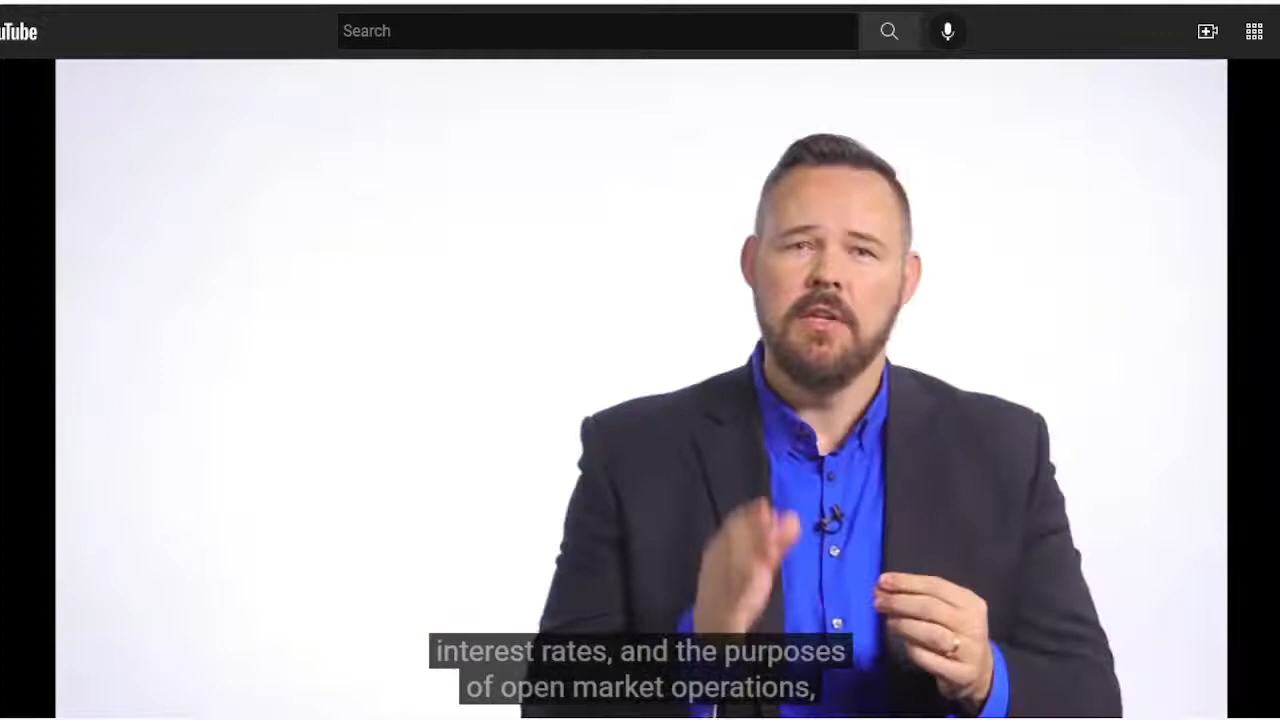 uTube
Search
interest rates, and the purposes
of open market operations,